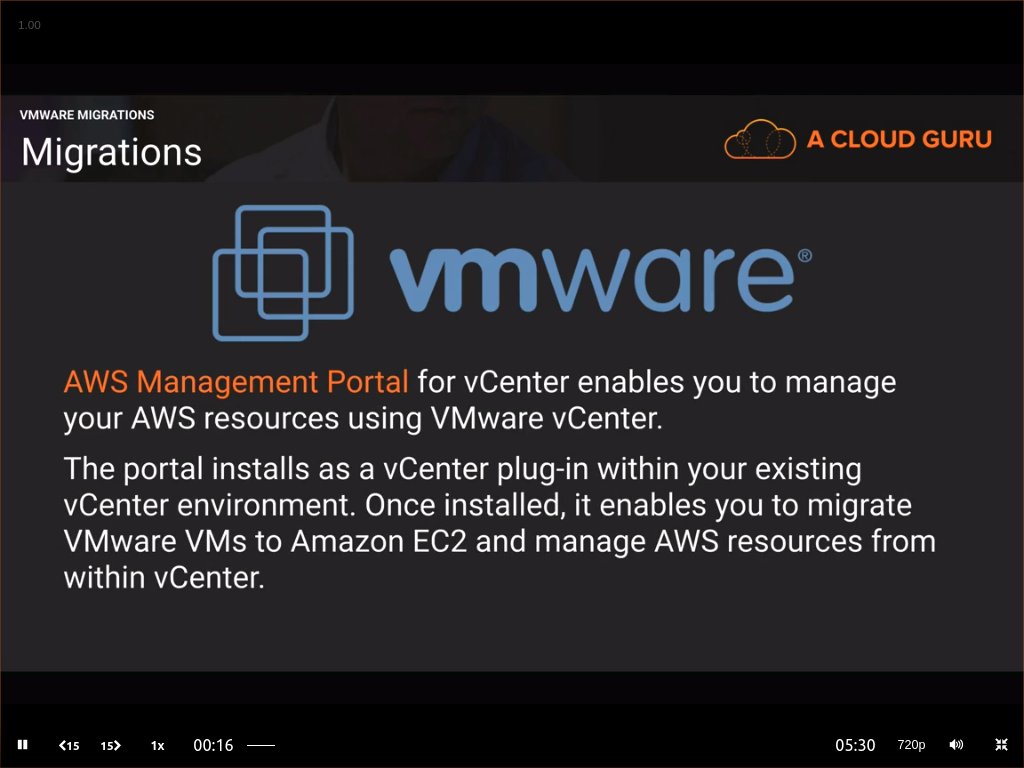 1.00
VMWARE MIGRATIONS
Migrations
A CLOUD GURU
vmware®
AWS Management Portal for vCenter enables you to manage
your AWS resources using VMware vCenter.
The portal installs as a vCenter plug-in within your existing
vCenter environment. Once installed, it enables you to migrate
VMware VMs to Amazon EC2 and manage AWS resources from
within vCenter.
15 15 1x 00:16 05:30 720p